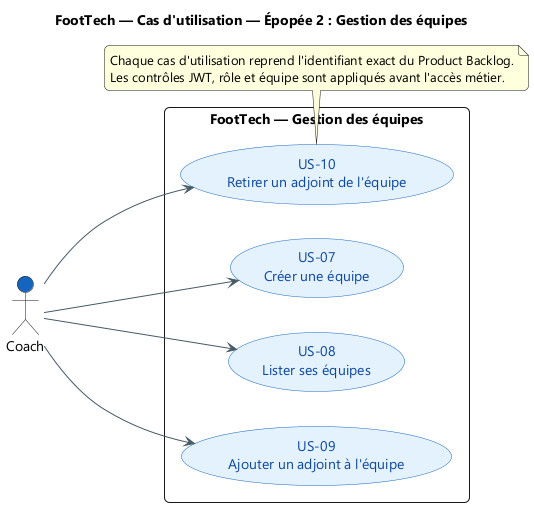 FootTech — Cas d'utilisation — Épopée 2 : Gestion des équipes
Chaque cas d'utilisation reprend l'identifiant exact du Product Backlog.
Les contrôles JWT, rôle et équipe sont appliqués avant l'accès métier.
FootTech — Gestion des équipes
US-10
Retirer un adjoint de l'équipe
US-07
Créer une équipe
US-08
Lister ses équipes
US-09
Ajouter un adjoint à l'équipe
Coach